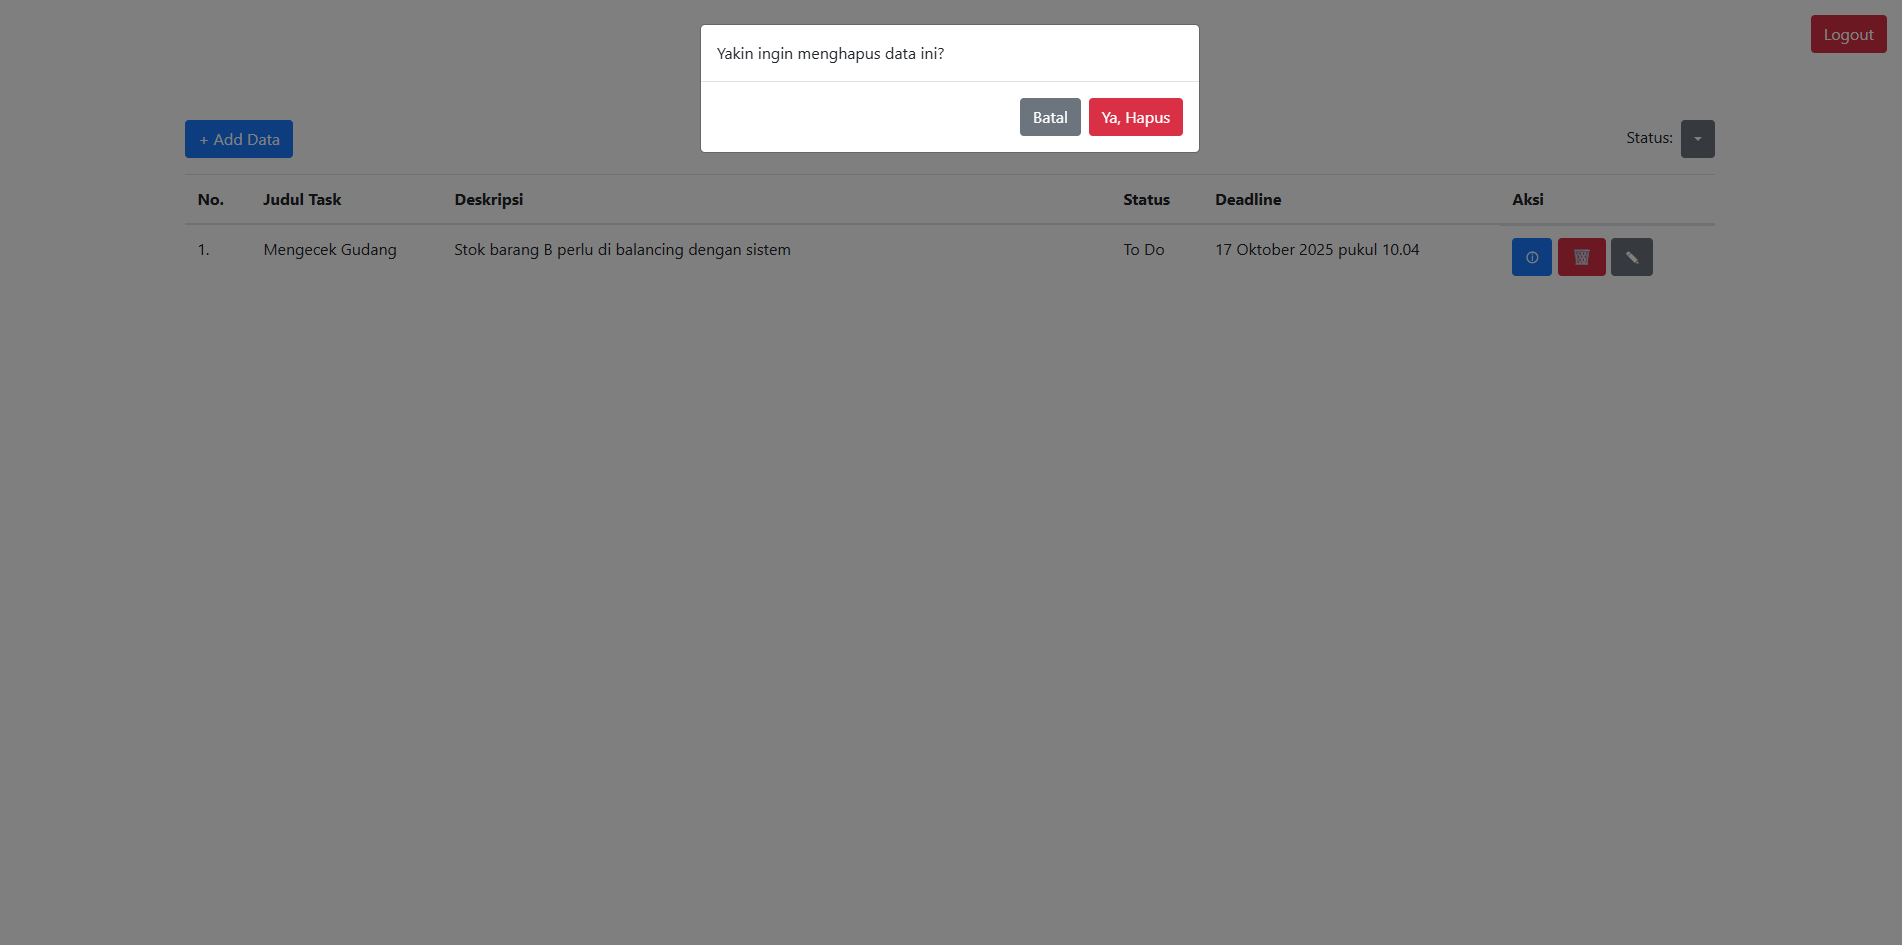 Logout
Yakin ingin menghapus data ini?
Batal Ya, Hapus
+ Add Data Status:
No. Judul Task Deskripsi Status Deadline Aksi
1. Mengecek Gudang Stok barang B perlu di balancing dengan sistem To Do 17 Oktober 2025 pukul 10.04